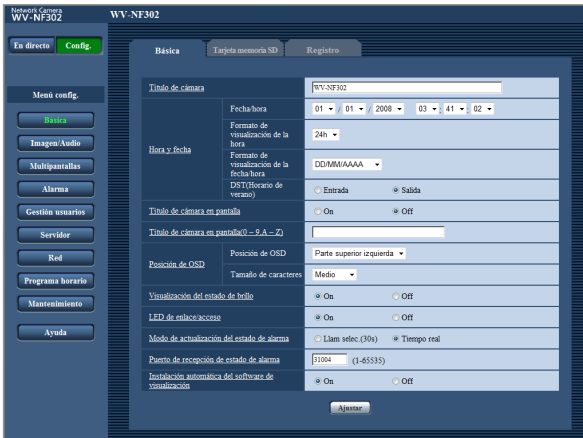 Network Camera
WV-NF302
WV-NF302
En directo Config.
Básica Tarjeta memoria SD Registro
Menú config.
Básica
Imagen/Audio
Multipantallas
Alarma
Gestión usuarios
Servidor
Red
Programa horario
Mantenimiento
Ayuda
Título de cámara WV-NF302
Hora y fecha
Fecha/hora 01 / 01 / 2008 03 : 41 : 02
Formato de visualización de la hora 24h
Formato de visualización de la fecha/hora DD/MM/AAAA
DST(Horario de verano) Entrada Salida
Título de cámara en pantalla On Off
Título de cámara en pantalla(0 – 9,A – Z)
Posición de OSD
Posición de OSD Parte superior izquierda
Tamaño de caracteres Medio
Visualización del estado de brillo On Off
LED de enlace/acceso On Off
Modo de actualización del estado de alarma Llam selec.(30s) Tiempo real
Puerto de recepción de estado de alarma 31004 (1-65535)
Instalación automática del software de visualización On Off
Ajustar